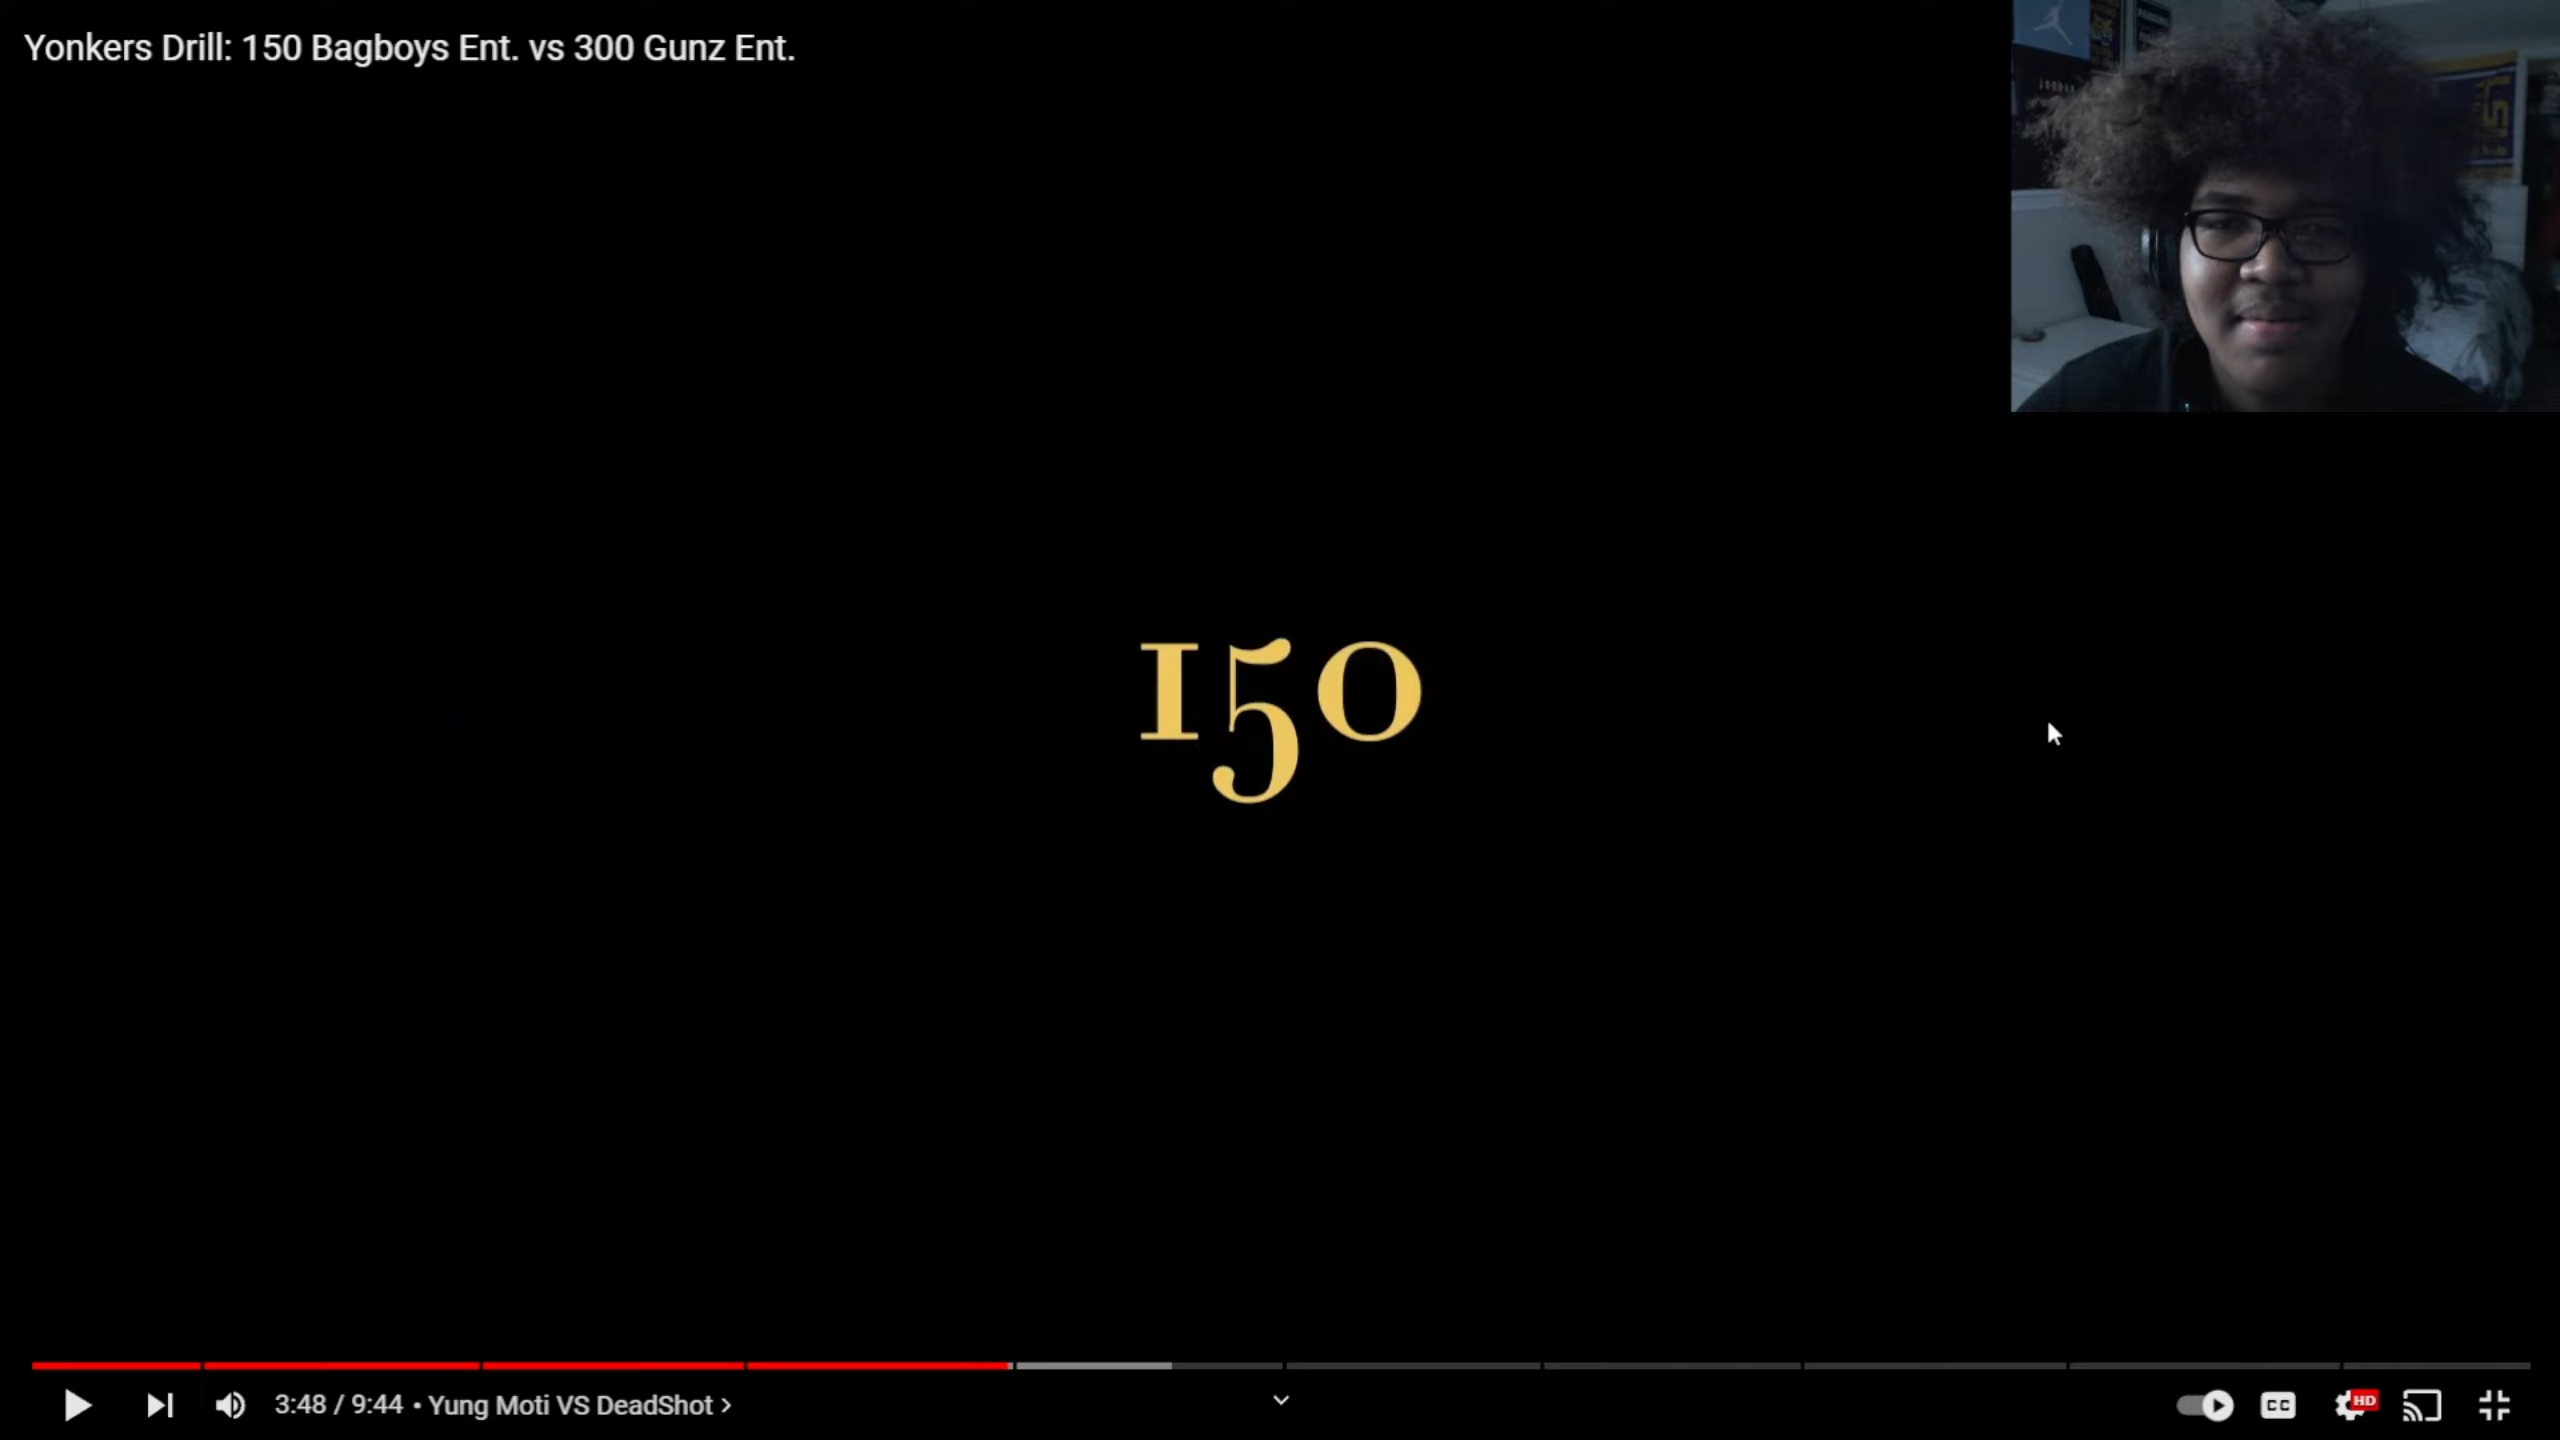 Yonkers Drill: 150 Bagboys Ent. vs 300 Gunz Ent.
150
3:48 / 9:44 • Yung Moti VS DeadShot ›
CC
HD